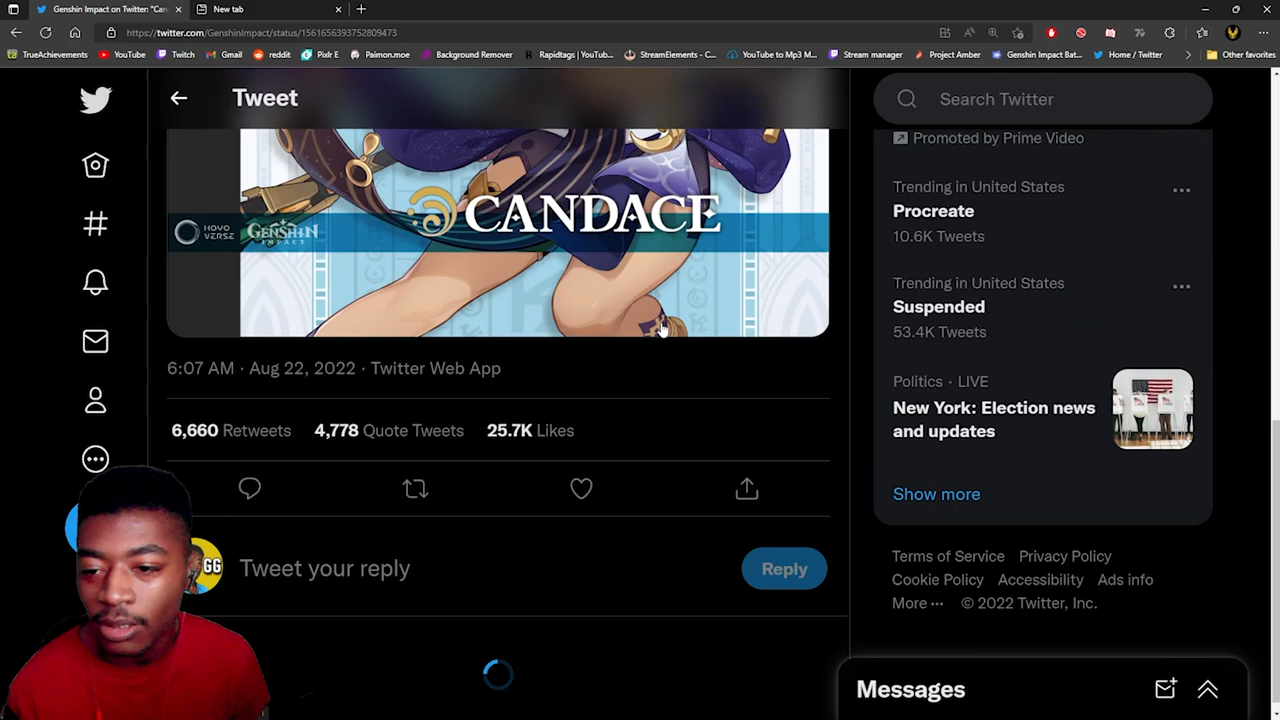 Genshin Impact on Twitter: "Can
New tab
https://twitter.com/GenshinImpact/status/1561656393752809473
TrueAchievements
YouTube
Twitch
Gmail
reddit
Pixlr E
Paimon.moe
Background Remover
Rapidtags | YouTub...
StreamElements - C...
YouTube to Mp3 M...
Stream manager
Project Amber
Genshin Impact Bat...
Home / Twitter
Other favorites
Tweet
Search Twitter
Promoted by Prime Video
Trending in United States
Procreate
10.6K Tweets
Trending in United States
Suspended
53.4K Tweets
Politics · LIVE
New York: Election news
and updates
Show more
Terms of Service Privacy Policy
Cookie Policy Accessibility Ads info
More ··· © 2022 Twitter, Inc.
HOYO
VERSE
GENSHIN
IMPACT
CANDACE
6:07 AM · Aug 22, 2022 · Twitter Web App
6,660 Retweets 4,778 Quote Tweets 25.7K Likes
GG
Tweet your reply
Reply
Messages